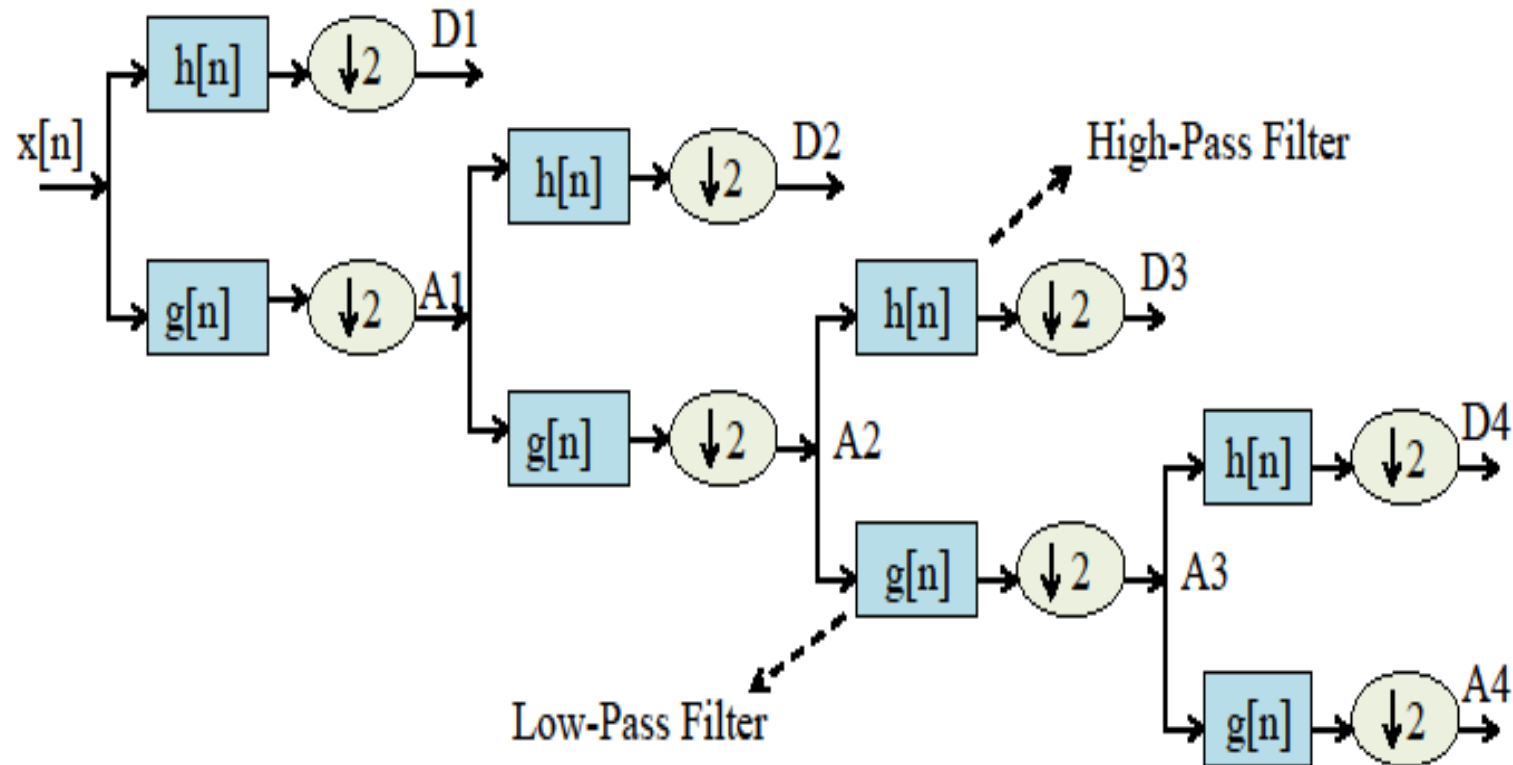 x[n]
h[n]
↓2
D1
g[n]
↓2
A1
h[n]
↓2
D2
g[n]
↓2
A2
High-Pass Filter
h[n]
↓2
D3
g[n]
↓2
A3
Low-Pass Filter
h[n]
↓2
D4
g[n]
↓2
A4